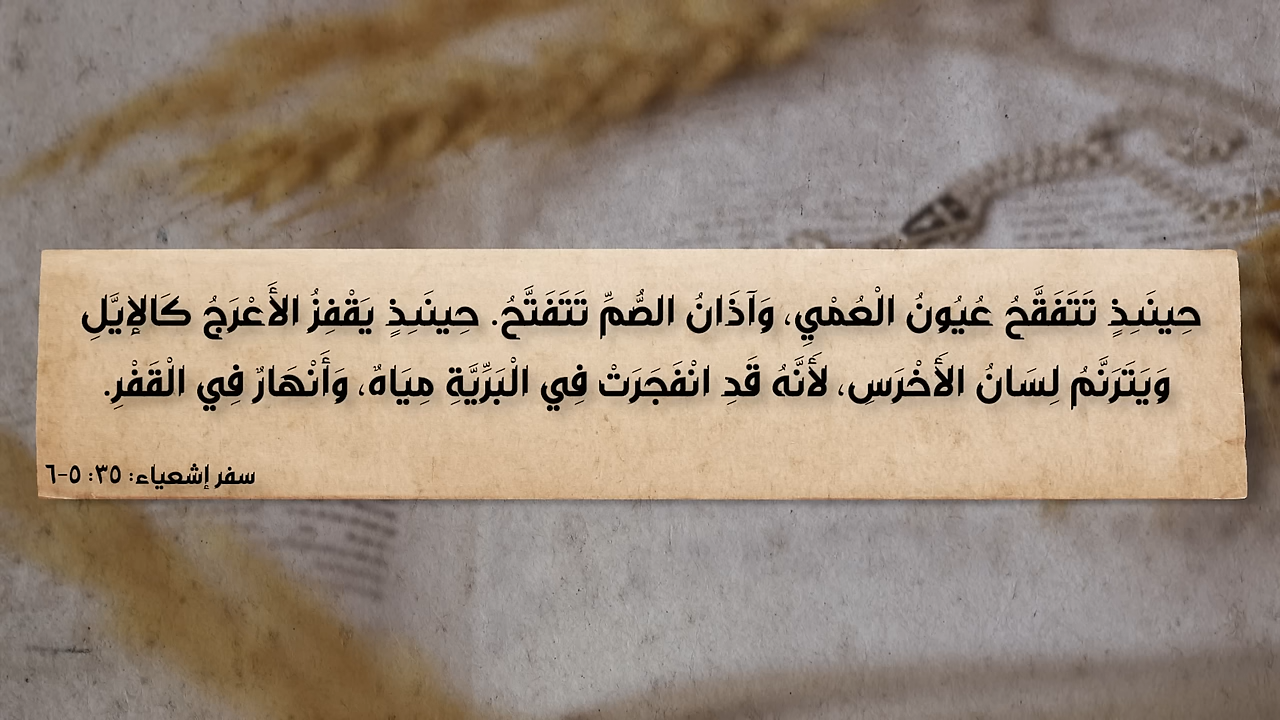 حِينَئِذٍ تَتَفَقَّحُ عُيُونُ الْعُمْيِ، وَآذَانُ الصُّمِّ تَتَفَتَّحُ. حِينَئِذٍ يَقْفِزُ الأَعْرَجُ كَالإِيَّلِ
وَيَتَرَنَّمُ لِسَانُ الأَخْرَسِ، لأَنَّهُ قَدِ انْفَجَرَتْ فِي الْبَرِّيَّةِ مِيَاهٌ، وَأَنْهَارٌ فِي الْقَفْرِ.
سفر إشعياء: ٣٥: ٥-٦